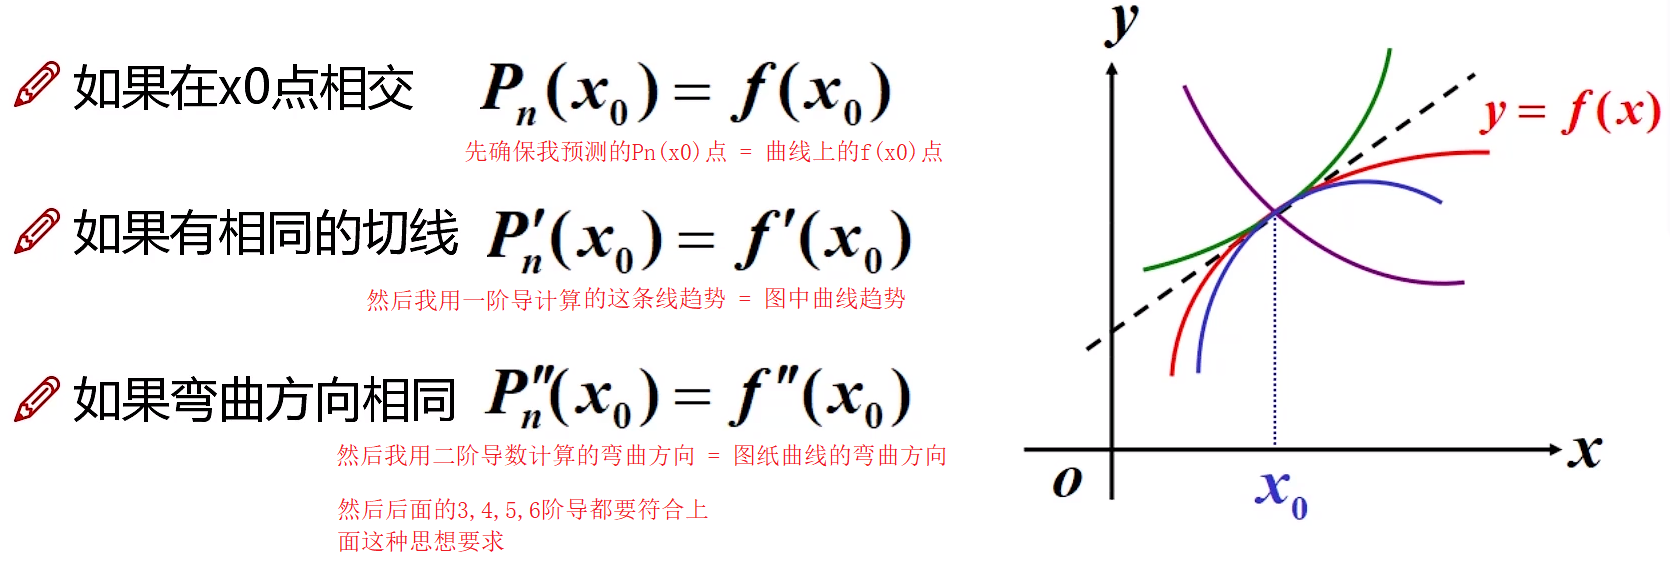 如果在x0点相交 Pₙ(x₀) = f(x₀)
先确保我预测的Pn(x0)点 = 曲线上的f(x0)点
如果有相同的切线 P′ₙ(x₀) = f′(x₀)
然后我用一阶导计算的这条线趋势 = 图中曲线趋势
如果弯曲方向相同 P″ₙ(x₀) = f″(x₀)
然后我用二阶导数计算的弯曲方向 = 图纸曲线的弯曲方向
然后后面的3,4,5,6阶导都要符合上
面这种思想要求
y
y = f(x)
o
x₀
x